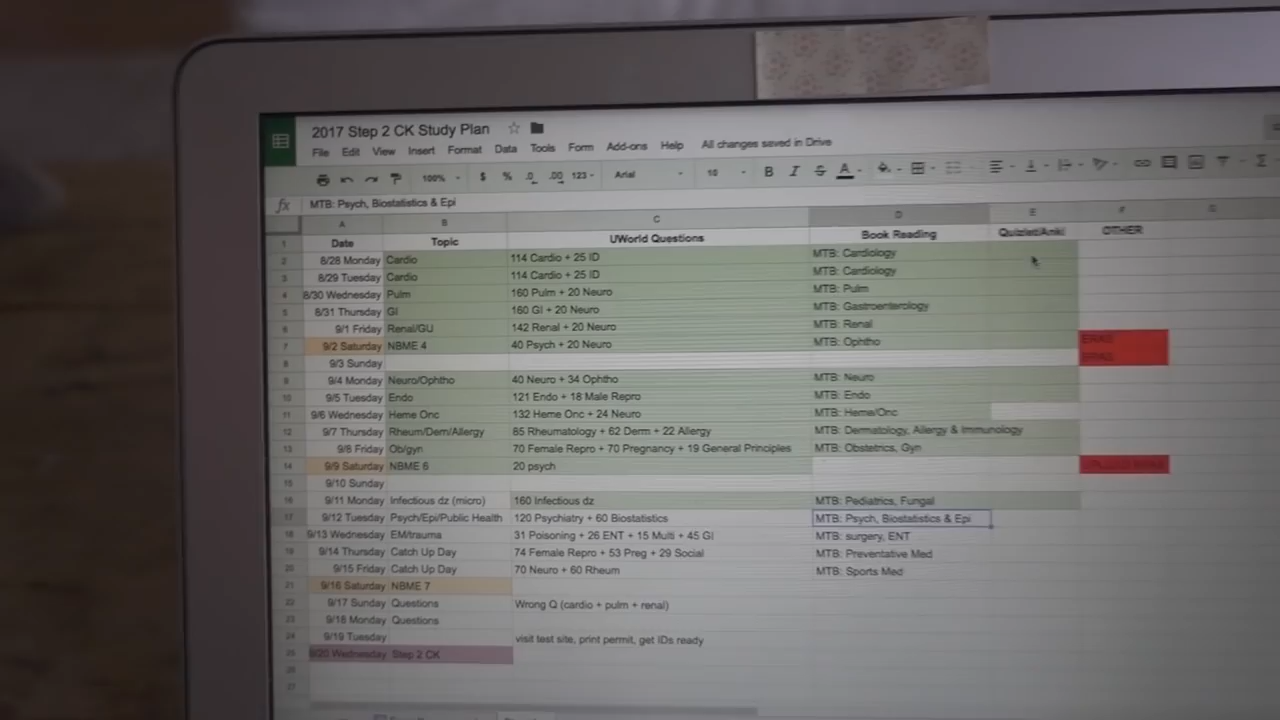 2017 Step 2 CK Study Plan
File Edit View Insert Format Data Tools Form Add-ons Help All changes saved in Drive
100% $ % .0 .00 123 Arial 10 B I S A
fx MTB: Psych, Biostatistics & Epi
A B C D E F G
1 Date Topic UWorld Questions Book Reading Quizlet/Anki OTHER
2 8/28 Monday Cardio 114 Cardio + 25 ID MTB: Cardiology
3 8/29 Tuesday Cardio 114 Cardio + 25 ID MTB: Cardiology
4 8/30 Wednesday Pulm 160 Pulm + 20 Neuro MTB: Pulm
5 8/31 Thursday GI 160 GI + 20 Neuro MTB: Gastroenterology
6 9/1 Friday Renal/GU 142 Renal + 20 Neuro MTB: Renal
7 9/2 Saturday NBME 4 40 Psych + 20 Neuro MTB: Ophtho ERAS
8 9/3 Sunday ERAS
9 9/4 Monday Neuro/Ophtho 40 Neuro + 34 Ophtho MTB: Neuro
10 9/5 Tuesday Endo 121 Endo + 18 Male Repro MTB: Endo
11 9/6 Wednesday Heme Onc 132 Heme Onc + 24 Neuro MTB: Heme/Onc
12 9/7 Thursday Rheum/Dem/Allergy 85 Rheumatology + 62 Derm + 22 Allergy MTB: Dermatology, Allergy & Immunology
13 9/8 Friday Ob/gyn 70 Female Repro + 70 Pregnancy + 19 General Principles MTB: Obstetrics, Gyn
14 9/9 Saturday NBME 6 20 psych
15 9/10 Sunday
16 9/11 Monday Infectious dz (micro) 160 Infectious dz MTB: Pediatrics, Fungal
17 9/12 Tuesday Psych/Epi/Public Health 120 Psychiatry + 60 Biostatistics MTB: Psych, Biostatistics & Epi
18 9/13 Wednesday EM/trauma 31 Poisoning + 26 ENT + 15 Multi + 45 GI MTB: surgery, ENT
19 9/14 Thursday Catch Up Day 74 Female Repro + 53 Preg + 29 Social MTB: Preventative Med
20 9/15 Friday Catch Up Day 70 Neuro + 60 Rheum MTB: Sports Med
21 9/16 Saturday NBME 7
22 9/17 Sunday Questions Wrong Q (cardio + pulm + renal)
23 9/18 Monday Questions
24 9/19 Tuesday visit test site, print permit, get IDs ready
25 9/20 Wednesday Step 2 CK
26
27